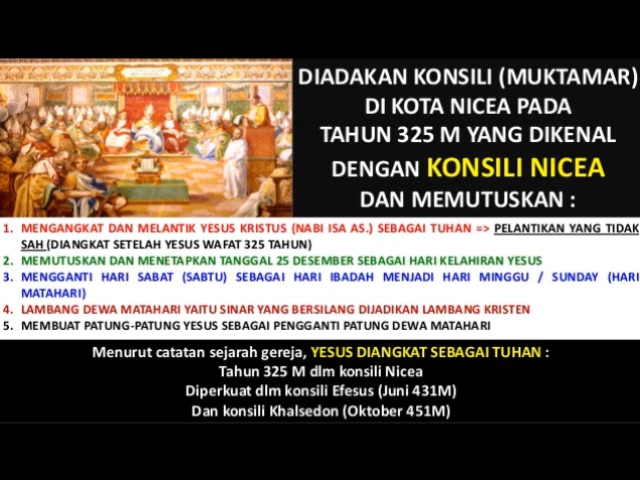 DIADAKAN KONSILI (MUKTAMAR)
DI KOTA NICEA PADA
TAHUN 325 M YANG DIKENAL
DENGAN KONSILI NICEA
DAN MEMUTUSKAN :
1. MENGANGKAT DAN MELANTIK YESUS KRISTUS (NABI ISA AS.) SEBAGAI TUHAN => PELANTIKAN YANG TIDAK
SAH (DIANGKAT SETELAH YESUS WAFAT 325 TAHUN)
2. MEMUTUSKAN DAN MENETAPKAN TANGGAL 25 DESEMBER SEBAGAI HARI KELAHIRAN YESUS
3. MENGGANTI HARI SABAT (SABTU) SEBAGAI HARI IBADAH MENJADI HARI MINGGU / SUNDAY (HARI
MATAHARI)
4. LAMBANG DEWA MATAHARI YAITU SINAR YANG BERSILANG DIJADIKAN LAMBANG KRISTEN
5. MEMBUAT PATUNG-PATUNG YESUS SEBAGAI PENGGANTI PATUNG DEWA MATAHARI
Menurut catatan sejarah gereja, YESUS DIANGKAT SEBAGAI TUHAN :
Tahun 325 M dlm konsili Nicea
Diperkuat dlm konsili Efesus (Juni 431M)
Dan konsili Khalsedon (Oktober 451M)